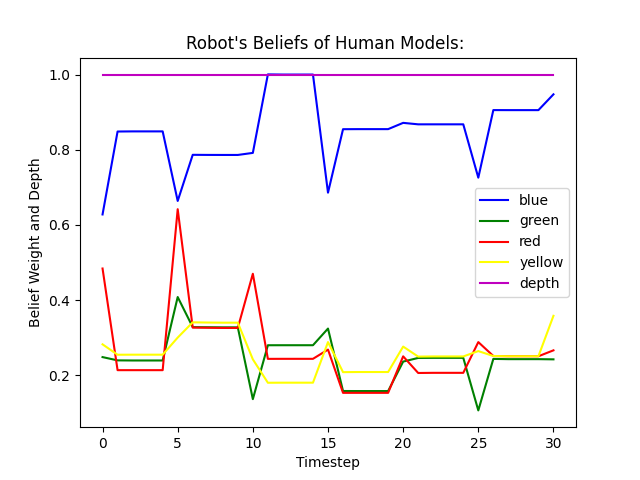 Robot's Beliefs of Human Models:
1.0
0.8
0.6
0.4
0.2
Belief Weight and Depth
blue
green
red
yellow
depth
0 5 10 15 20 25 30
Timestep